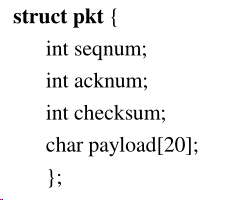 struct pkt {
int seqnum;
int acknum;
int checksum;
char payload[20];
};